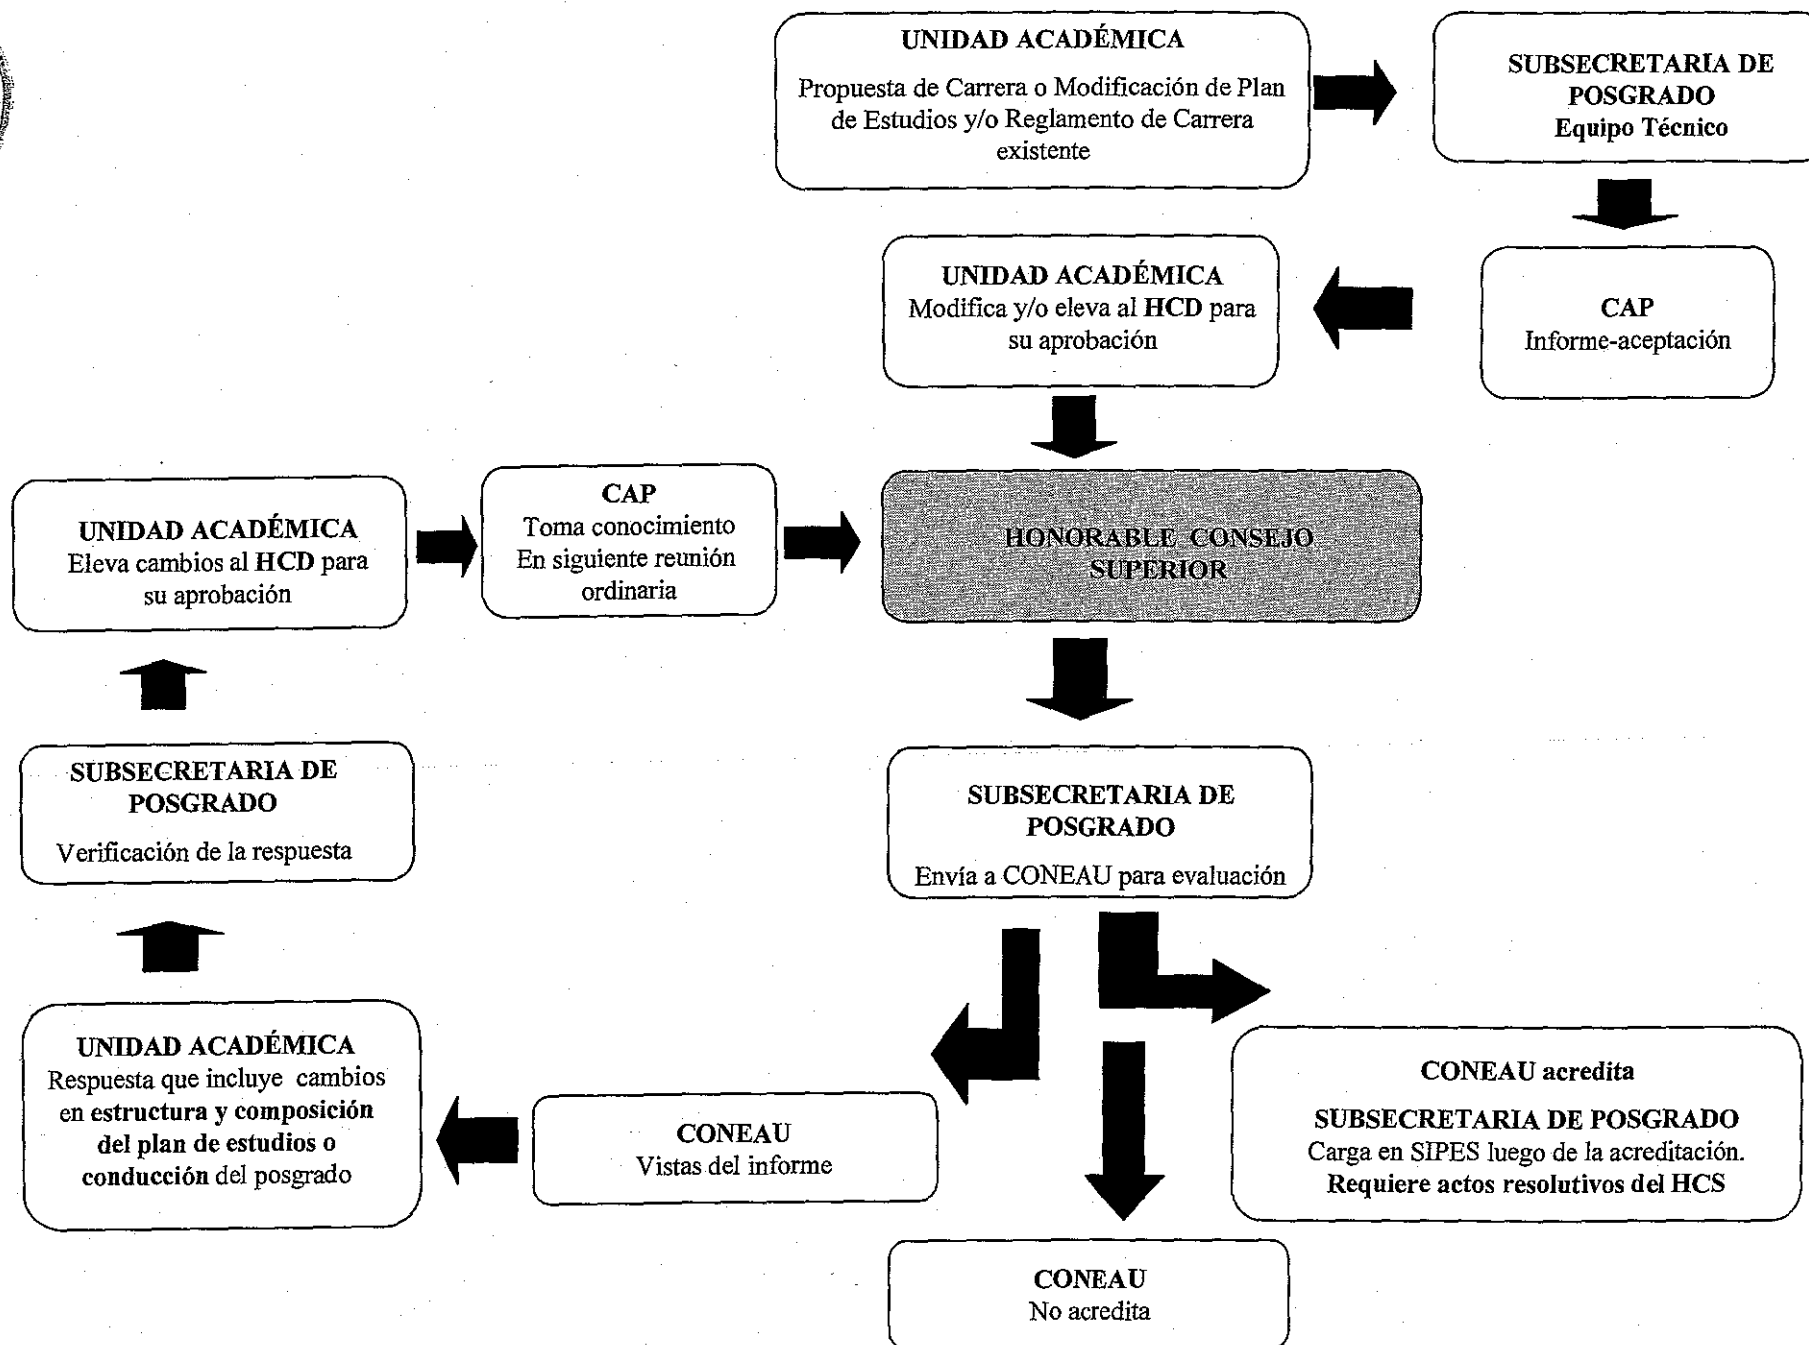 UNIDAD ACADÉMICA
Propuesta de Carrera o Modificación de Plan
de Estudios y/o Reglamento de Carrera
existente
SUBSECRETARIA DE
POSGRADO
Equipo Técnico
CAP
Informe-aceptación
UNIDAD ACADÉMICA
Modifica y/o eleva al HCD para
su aprobación
UNIDAD ACADÉMICA
Eleva cambios al HCD para
su aprobación
CAP
Toma conocimiento
En siguiente reunión
ordinaria
HONORABLE CONSEJO
SUPERIOR
SUBSECRETARIA DE
POSGRADO
Verificación de la respuesta
SUBSECRETARIA DE
POSGRADO
Envía a CONEAU para evaluación
UNIDAD ACADÉMICA
Respuesta que incluye cambios
en estructura y composición
del plan de estudios o
conducción del posgrado
CONEAU
Vistas del informe
CONEAU acredita
SUBSECRETARIA DE POSGRADO
Carga en SIPES luego de la acreditación.
Requiere actos resolutivos del HCS
CONEAU
No acredita